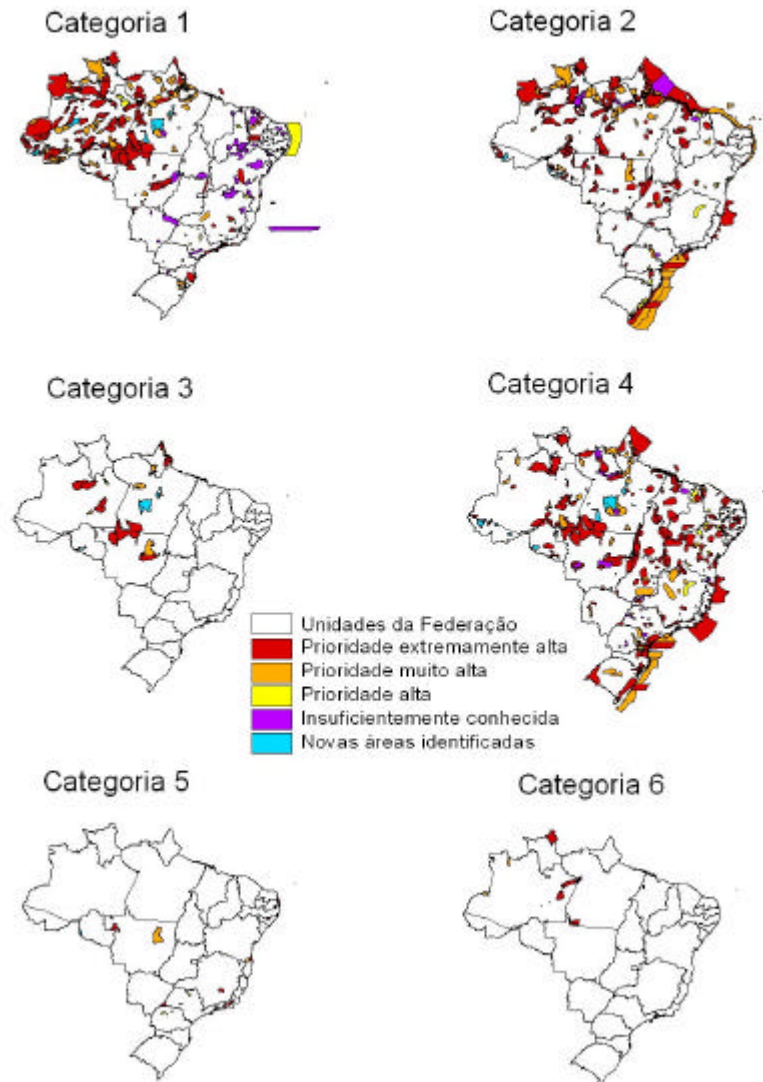 Categoria 1
Categoria 2
Categoria 3
Categoria 4
Unidades da Federação
Prioridade extremamente alta
Prioridade muito alta
Prioridade alta
Insuficientemente conhecida
Novas áreas identificadas
Categoria 5
Categoria 6